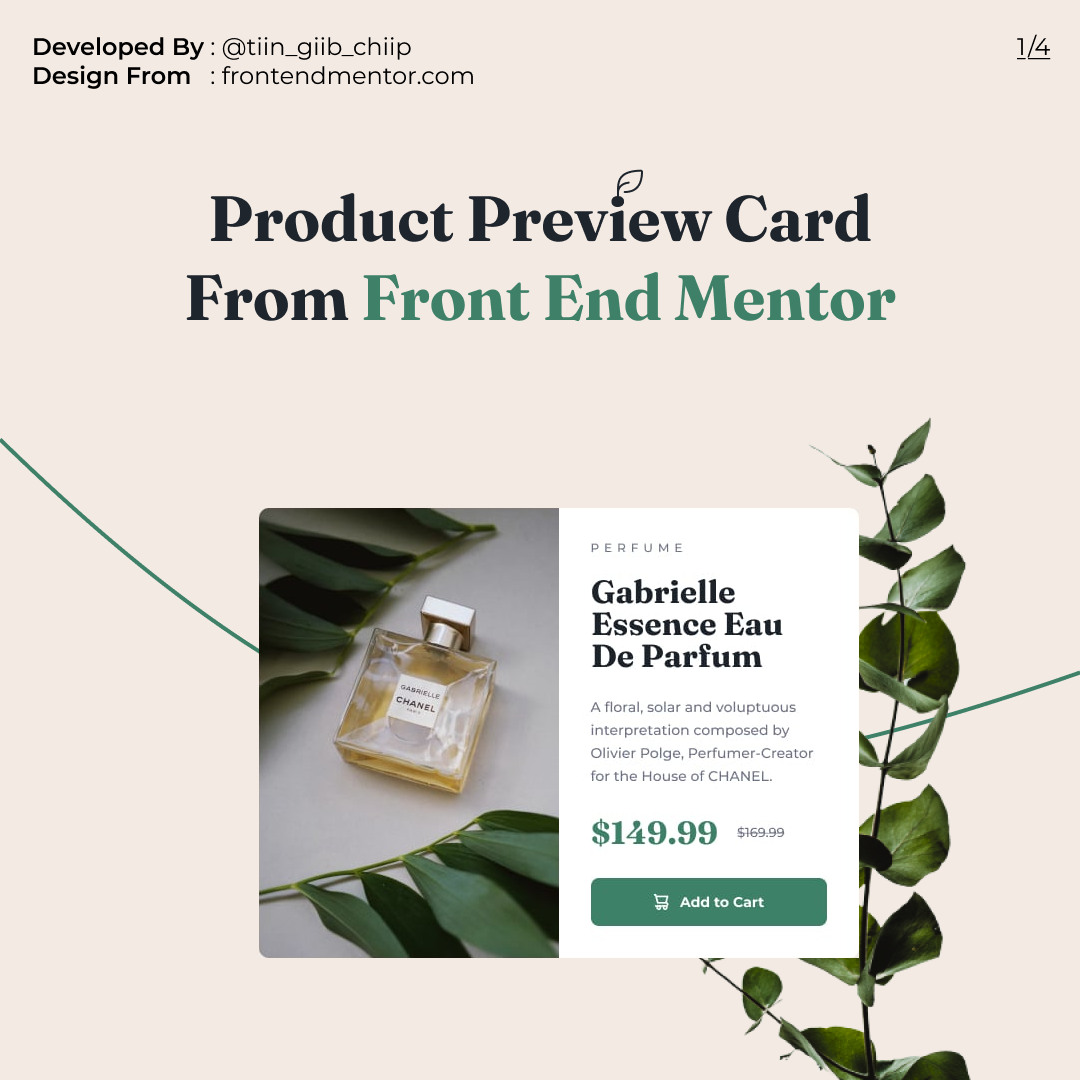 Developed By : @tiin_giib_chiip
Design From : frontendmentor.com
1/4
Product Preview Card
From Front End Mentor
GABRIELLE
CHANEL
PARIS
PERFUME
Gabrielle
Essence Eau
De Parfum
A floral, solar and voluptuous
interpretation composed by
Olivier Polge, Perfumer-Creator
for the House of CHANEL.
$149.99 $169.99
Add to Cart